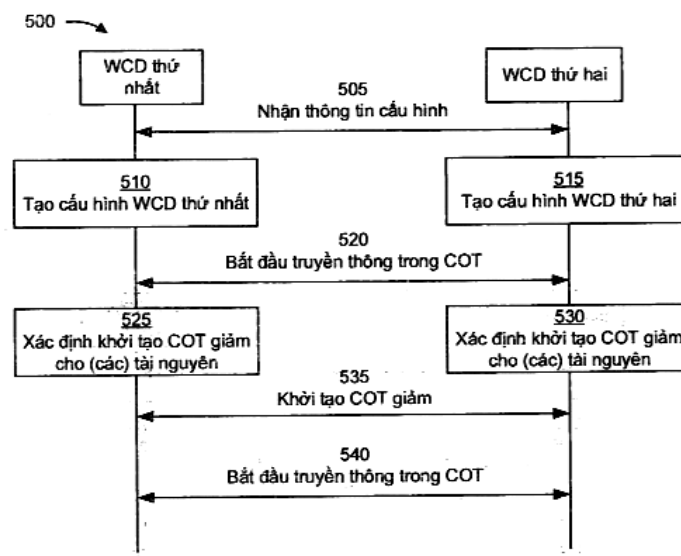 500
WCD thứ
nhất
WCD thứ hai
505
Nhận thông tin cấu hình
510
Tạo cấu hình WCD thứ nhất
515
Tạo cấu hình WCD thứ hai
520
Bắt đầu truyền thông trong COT
525
Xác định khởi tạo COT giảm
cho (các) tài nguyên
530
Xác định khởi tạo COT giảm
cho (các) tài nguyên
535
Khởi tạo COT giảm
540
Bắt đầu truyền thông trong COT